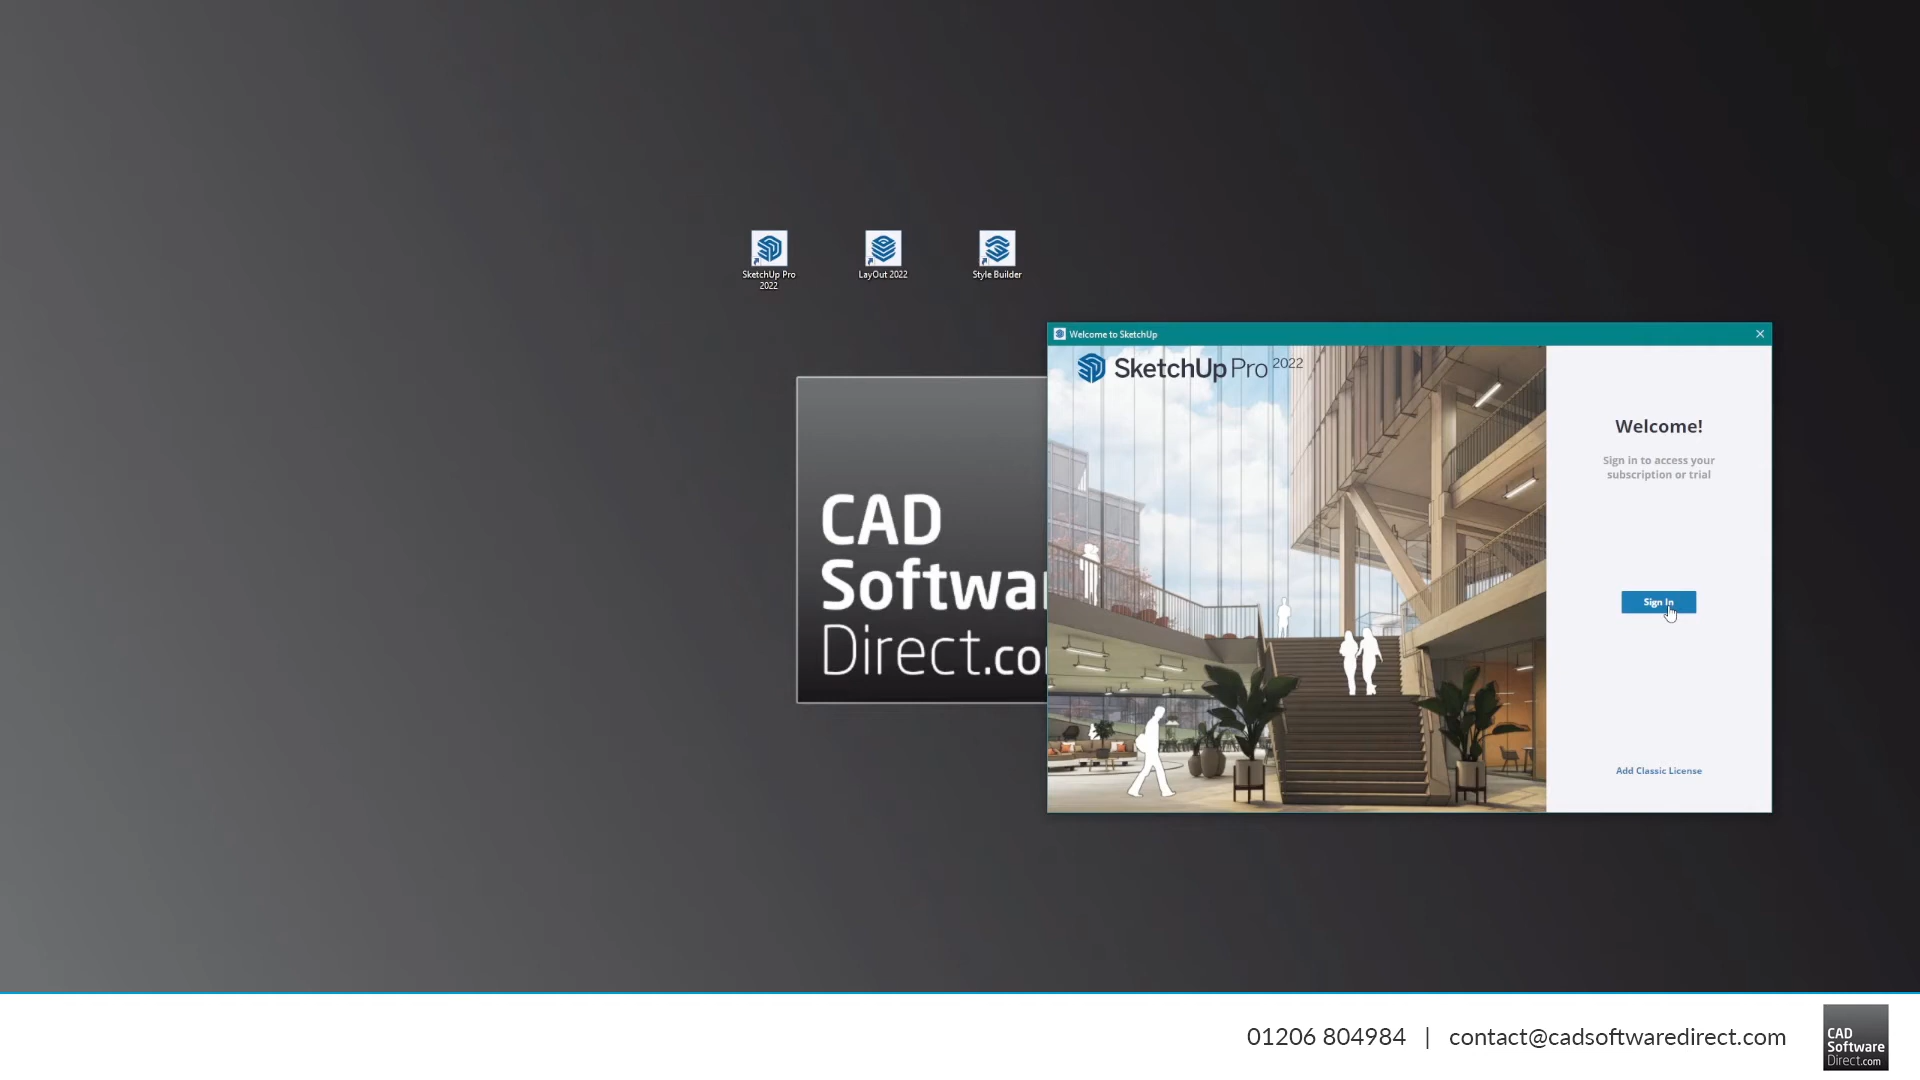 SketchUp Pro
2022
LayOut 2022
Style Builder
Welcome to SketchUp
SketchUp Pro 2022
Welcome!
Sign in to access your
subscription or trial
Sign In
Add Classic License
CAD
Softwa
Direct.co
01206 804984 | contact@cadsoftwaredirect.com
CAD
Software
Direct.com